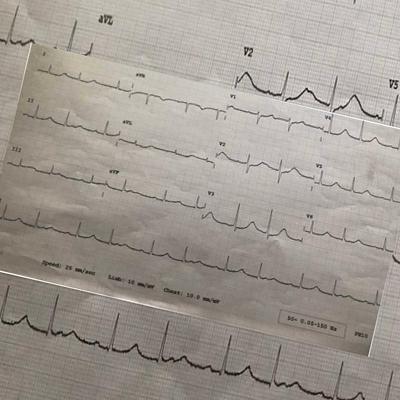 aVL
V2
V5
I
aVR
V1
V4
II
aVL
V2
V5
III
aVF
V3
V6
Speed: 25 mm/sec Limb: 10 mm/mV Chest: 10.0 mm/mV
50~ 0.05-150 Hz